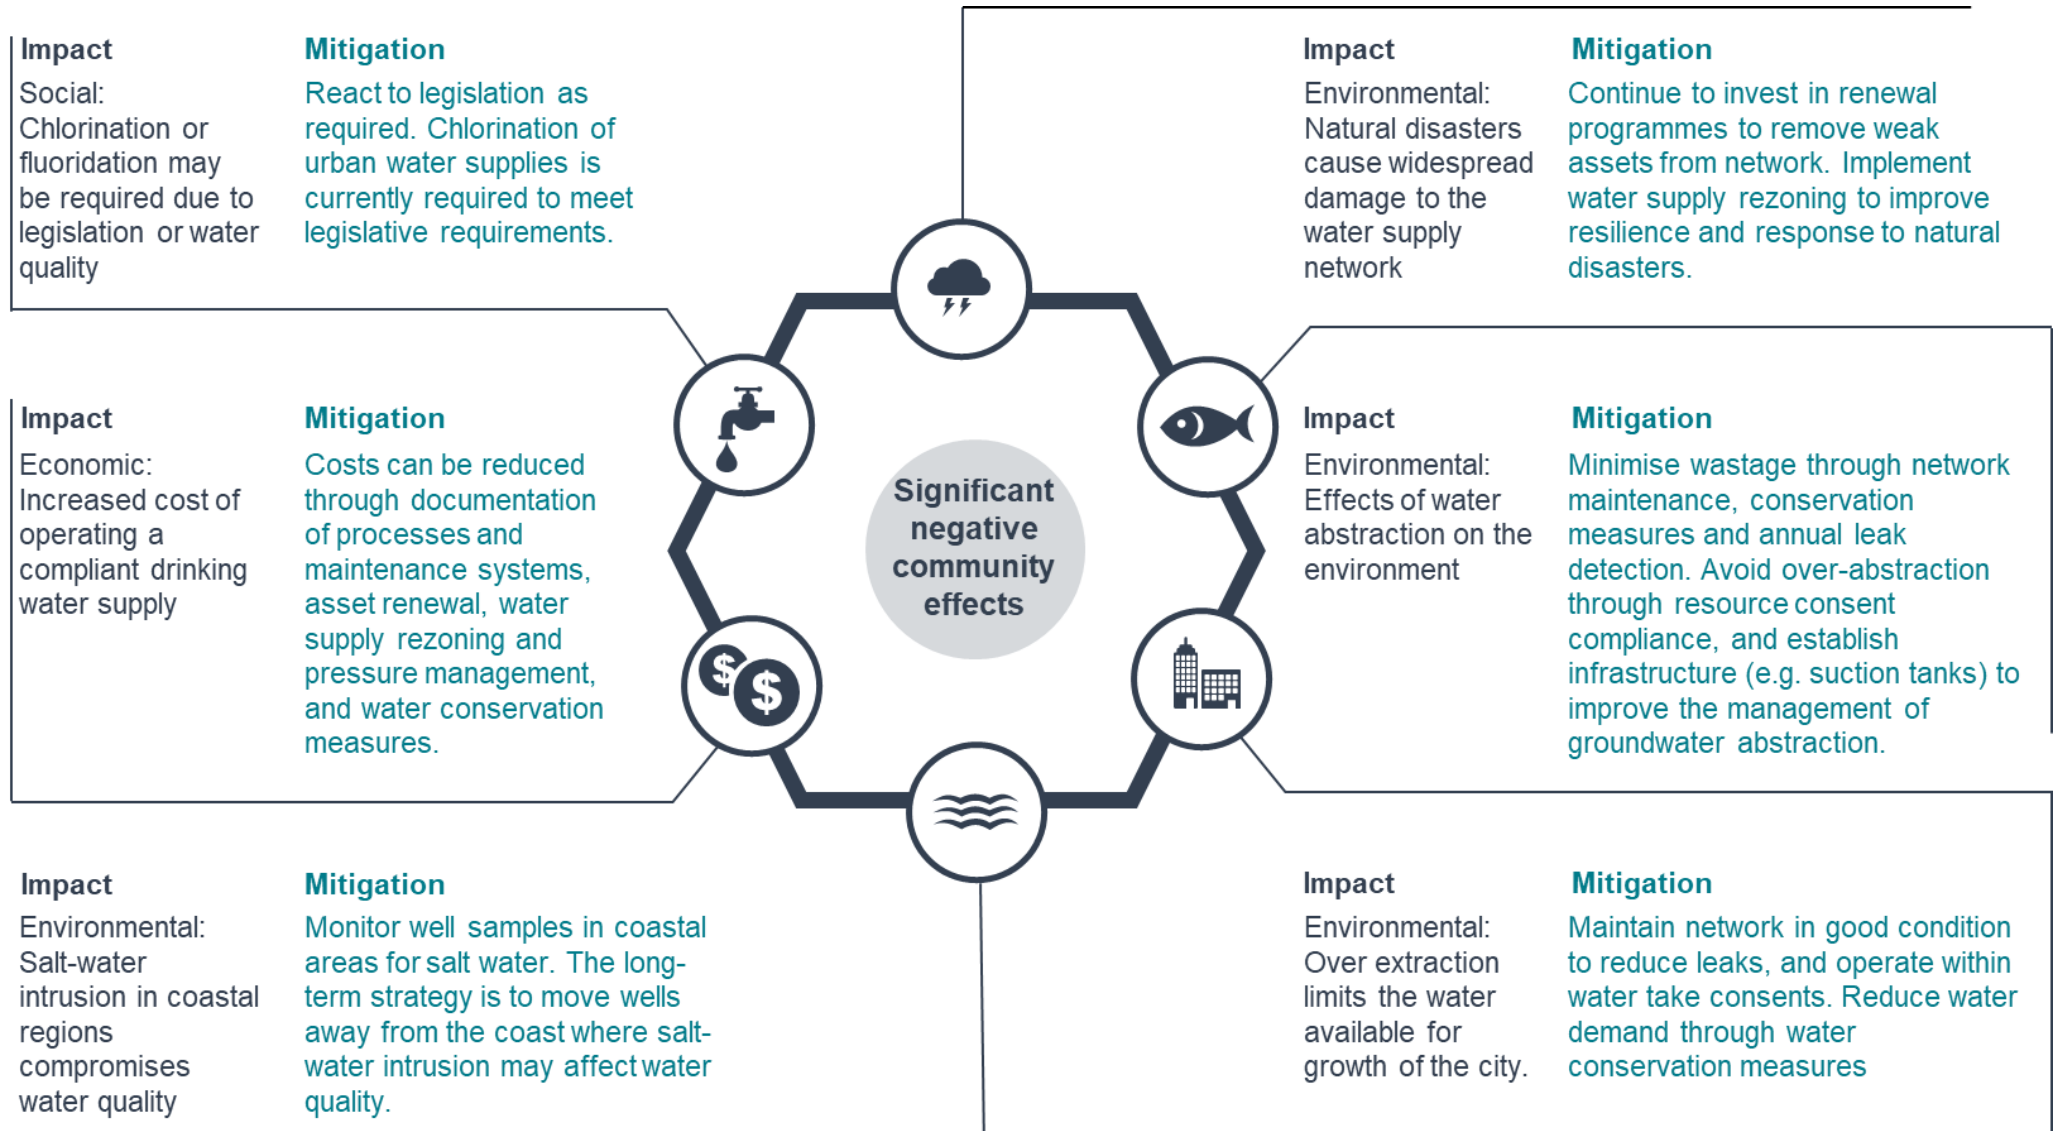 Impact
Mitigation
Social:
Chlorination or
fluoridation may
be required due to
legislation or water
quality
React to legislation as
required. Chlorination of
urban water supplies is
currently required to meet
legislative requirements.
Impact
Mitigation
Environmental:
Natural disasters
cause widespread
damage to the
water supply
network
Continue to invest in renewal
programmes to remove weak
assets from network. Implement
water supply rezoning to improve
resilience and response to natural
disasters.
Impact
Mitigation
Economic:
Increased cost of
operating a
compliant drinking
water supply
Costs can be reduced
through documentation
of processes and
maintenance systems,
asset renewal, water
supply rezoning and
pressure management,
and water conservation
measures.
$
$
Significant
negative
community
effects
Impact
Mitigation
Environmental:
Effects of water
abstraction on the
environment
Minimise wastage through network
maintenance, conservation
measures and annual leak
detection. Avoid over-abstraction
through resource consent
compliance, and establish
infrastructure (e.g. suction tanks) to
improve the management of
groundwater abstraction.
Impact
Mitigation
Environmental:
Salt-water
intrusion in coastal
regions
compromises
water quality
Monitor well samples in coastal
areas for salt water. The long-
term strategy is to move wells
away from the coast where salt-
water intrusion may affect water
quality.
Impact
Mitigation
Environmental:
Over extraction
limits the water
available for
growth of the city.
Maintain network in good condition
to reduce leaks, and operate within
water take consents. Reduce water
demand through water
conservation measures